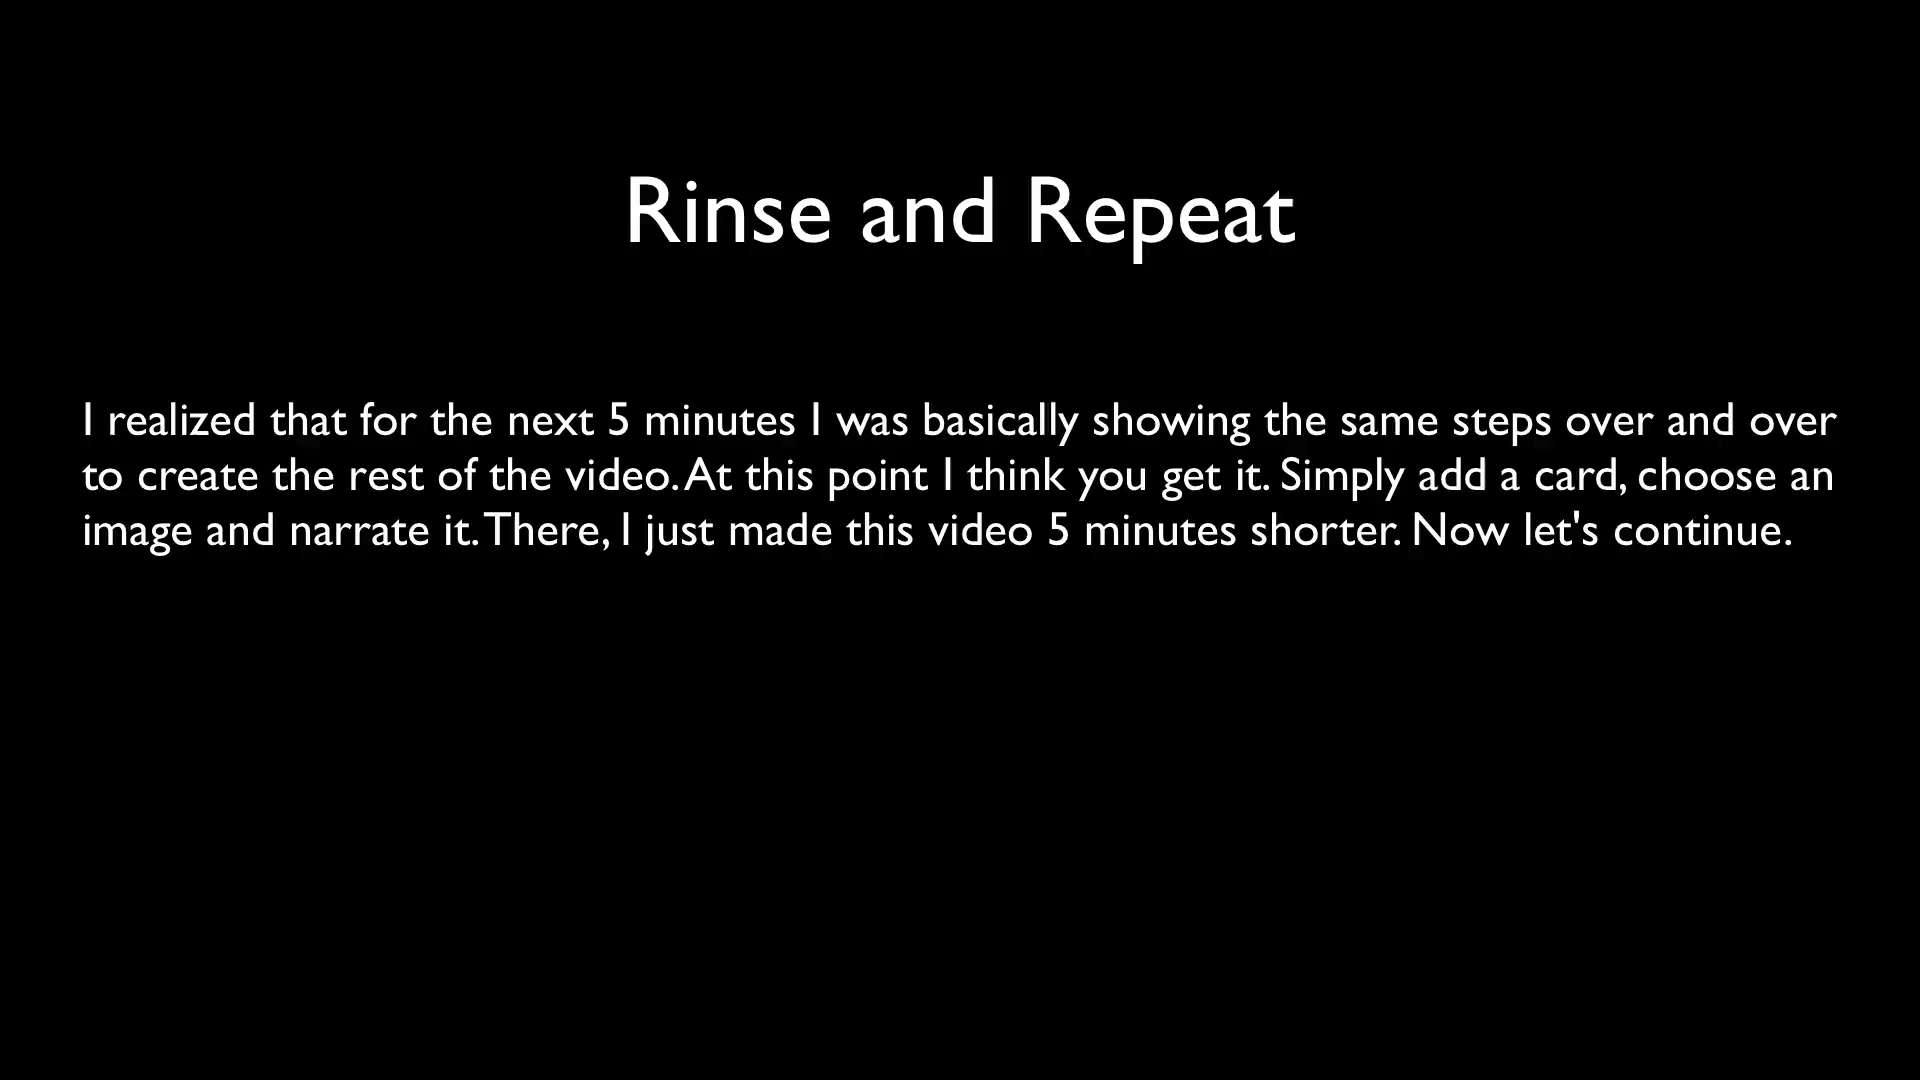 Rinse and Repeat
I realized that for the next 5 minutes I was basically showing the same steps over and over
to create the rest of the video. At this point I think you get it. Simply add a card, choose an
image and narrate it. There, I just made this video 5 minutes shorter. Now let's continue.